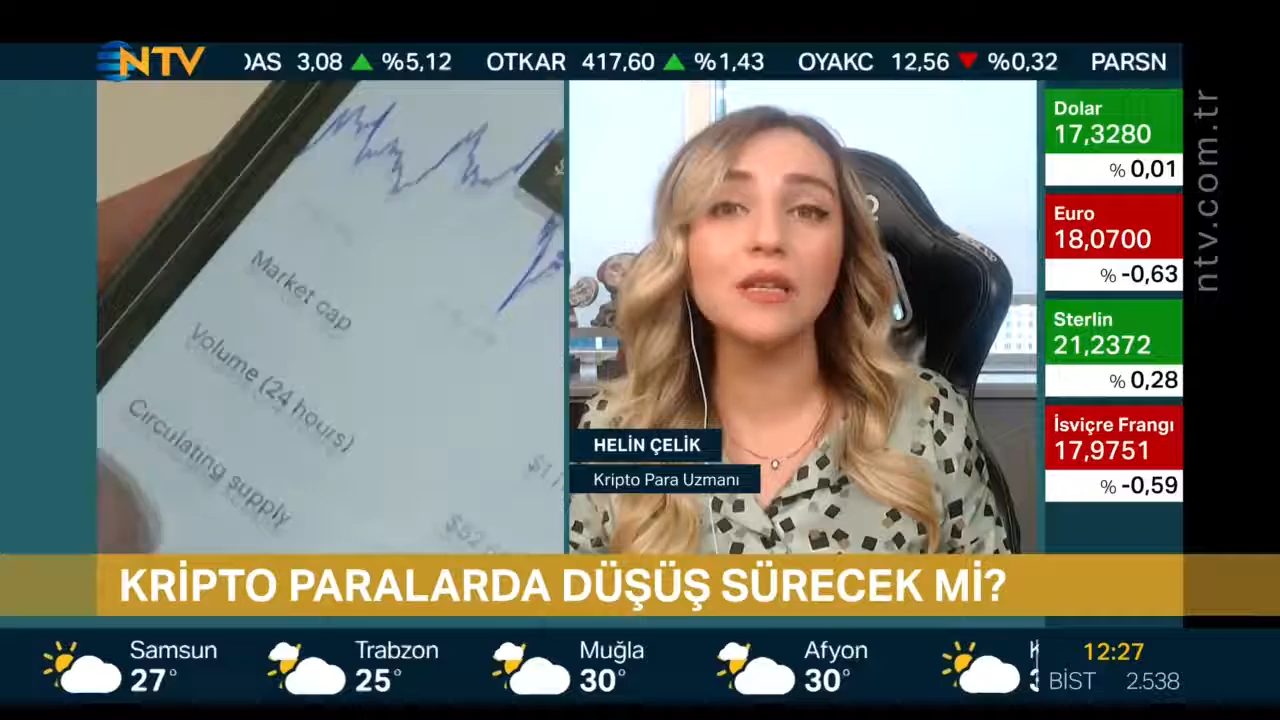 NTV
DAS 3,08 %5,12 OTKAR 417,60 %1,43 OYAKC 12,56 %0,32 PARSN
ntv.com.tr
Dolar
17,3280
% 0,01
Euro
18,0700
% -0,63
Sterlin
21,2372
% 0,28
İsviçre Frangı
17,9751
% -0,59
Market cap
Volume (24 hours)
Circulating supply
HELİN ÇELİK
Kripto Para Uzmanı
KRİPTO PARALARDA DÜŞÜŞ SÜRECEK Mİ?
Samsun
27°
Trabzon
25°
Muğla
30°
Afyon
30°
12:27
BİST 2.538